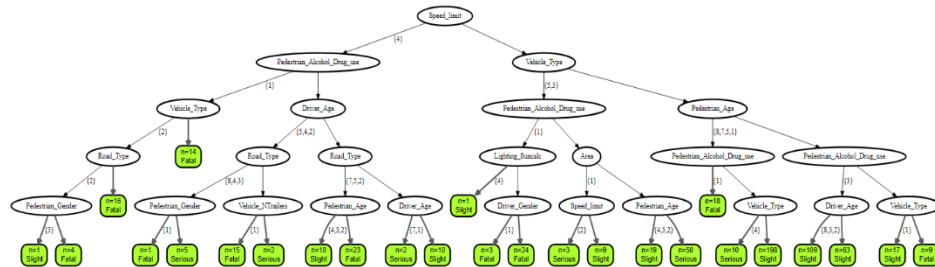 Speed_limit
{4}
Pedestrian_Alcohol_Drug_use Vehicle_Type
{1} {5,3}
Vehicle_Type Driver_Age Pedestrian_Alcohol_Drug_use Pedestrian_Age
{2} {5,4,2} {1} {8,7,5,1}
Road_Type n=14 Fatal Road_Type Road_Type Lighting_Suncalc Area Pedestrian_Alcohol_Drug_use Pedestrian_Alcohol_Drug_use
{2} {8,4,3} {7,5,2} {4} {1} {1} {3}
Pedestrian_Gender n=16 Fatal Pedestrian_Gender Vehicle_NTrailers Pedestrian_Age Driver_Age n=1 Slight Driver_Gender Speed_limit Pedestrian_Age n=18 Fatal Vehicle_Type Driver_Age Vehicle_Type
{3} {1} {1} {4,3,2} {7,3} {1} {2} {4,3,2} {4} {8,3,2} {1}
n=1 n=4 n=1 n=5 n=15 n=2 n=10 n=23 n=2 n=10 n=3 n=24 n=3 n=9 n=19 n=50 n=10 n=198 n=109 n=63 n=17 n=9
Slight Fatal Fatal Serious Fatal Serious Slight Fatal Serious Slight Fatal Fatal Serious Slight Slight Serious Serious Slight Slight Slight Slight Fatal